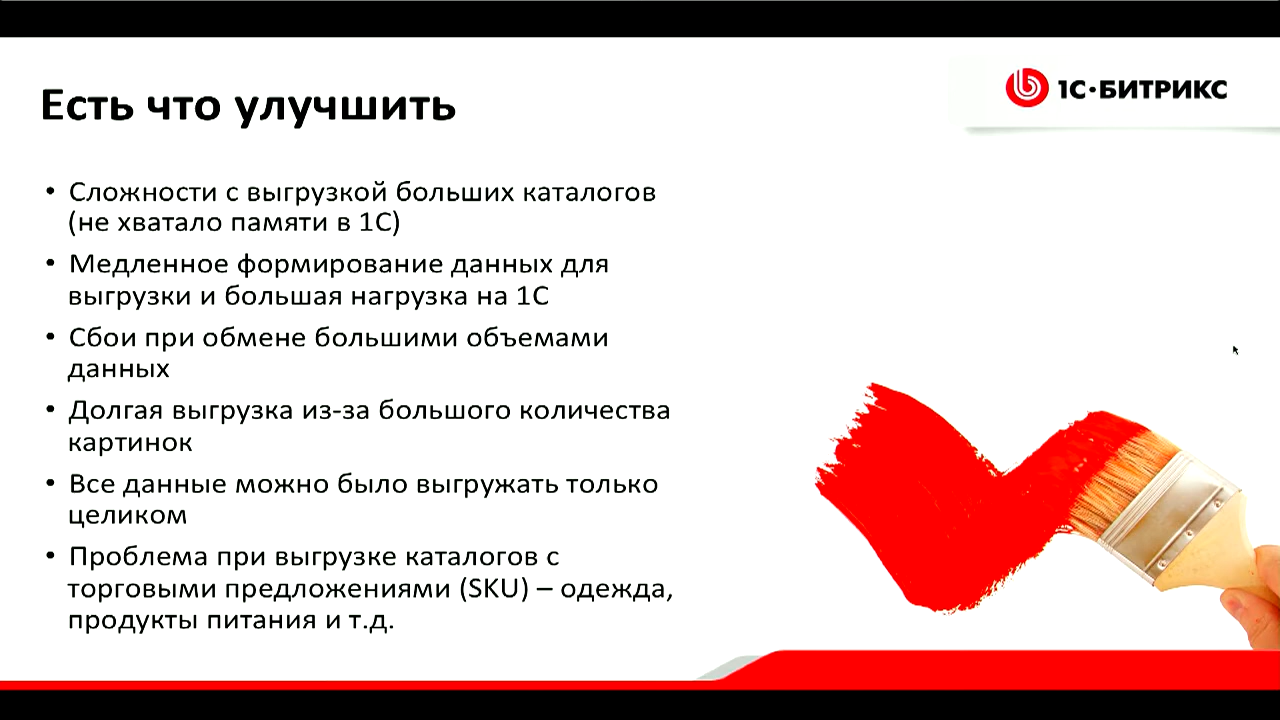 Есть что улучшить
1С·БИТРИКС
• Сложности с выгрузкой больших каталогов
(не хватало памяти в 1С)
• Медленное формирование данных для
выгрузки и большая нагрузка на 1С
• Сбои при обмене большими объемами
данных
• Долгая выгрузка из-за большого количества
картинок
• Все данные можно было выгружать только
целиком
• Проблема при выгрузке каталогов с
торговыми предложениями (SKU) – одежда,
продукты питания и т.д.